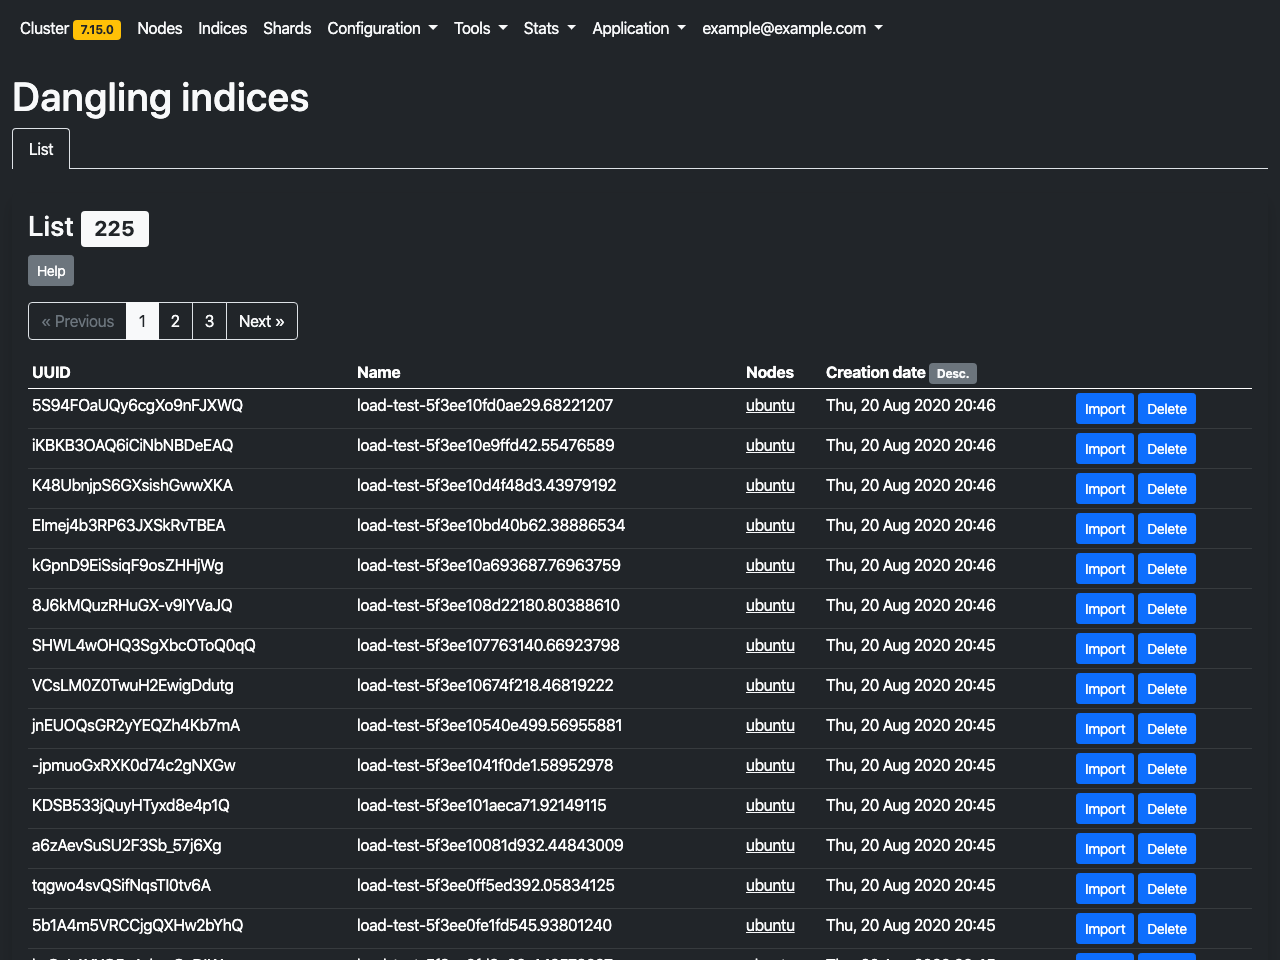 Cluster 7.15.0 Nodes Indices Shards Configuration Tools Stats Application example@example.com
Dangling indices
List
List 225
Help
« Previous 1 2 3 Next »
UUID Name Nodes Creation date Desc.
5S94FOaUQy6cgXo9nFJXWQ load-test-5f3ee10fd0ae29.68221207 ubuntu Thu, 20 Aug 2020 20:46 Import Delete
iKBKB3OAQ6iCiNbNBDeEAQ load-test-5f3ee10e9ffd42.55476589 ubuntu Thu, 20 Aug 2020 20:46 Import Delete
K48UbnjpS6GXsishGwwXKA load-test-5f3ee10d4f48d3.43979192 ubuntu Thu, 20 Aug 2020 20:46 Import Delete
EImej4b3RP63JXSkRvTBEA load-test-5f3ee10bd40b62.38886534 ubuntu Thu, 20 Aug 2020 20:46 Import Delete
kGpnD9EiSsiqF9osZHHjWg load-test-5f3ee10a693687.76963759 ubuntu Thu, 20 Aug 2020 20:46 Import Delete
8J6kMQuzRHuGX-v9IYVaJQ load-test-5f3ee108d22180.80388610 ubuntu Thu, 20 Aug 2020 20:46 Import Delete
SHWL4wOHQ3SgXbcOToQ0qQ load-test-5f3ee107763140.66923798 ubuntu Thu, 20 Aug 2020 20:45 Import Delete
VCsLM0Z0TwuH2EwigDdutg load-test-5f3ee10674f218.46819222 ubuntu Thu, 20 Aug 2020 20:45 Import Delete
jnEUOQsGR2yYEQZh4Kb7mA load-test-5f3ee10540e499.56955881 ubuntu Thu, 20 Aug 2020 20:45 Import Delete
-jpmuoGxRXK0d74c2gNXGw load-test-5f3ee1041f0de1.58952978 ubuntu Thu, 20 Aug 2020 20:45 Import Delete
KDSB533jQuyHTyxd8e4p1Q load-test-5f3ee101aeca71.92149115 ubuntu Thu, 20 Aug 2020 20:45 Import Delete
a6zAevSuSU2F3Sb_57j6Xg load-test-5f3ee10081d932.44843009 ubuntu Thu, 20 Aug 2020 20:45 Import Delete
tqgwo4svQSifNqsTI0tv6A load-test-5f3ee0ff5ed392.05834125 ubuntu Thu, 20 Aug 2020 20:45 Import Delete
5b1A4m5VRCCjgQXHw2bYhQ load-test-5f3ee0fe1fd545.93801240 ubuntu Thu, 20 Aug 2020 20:45 Import Delete